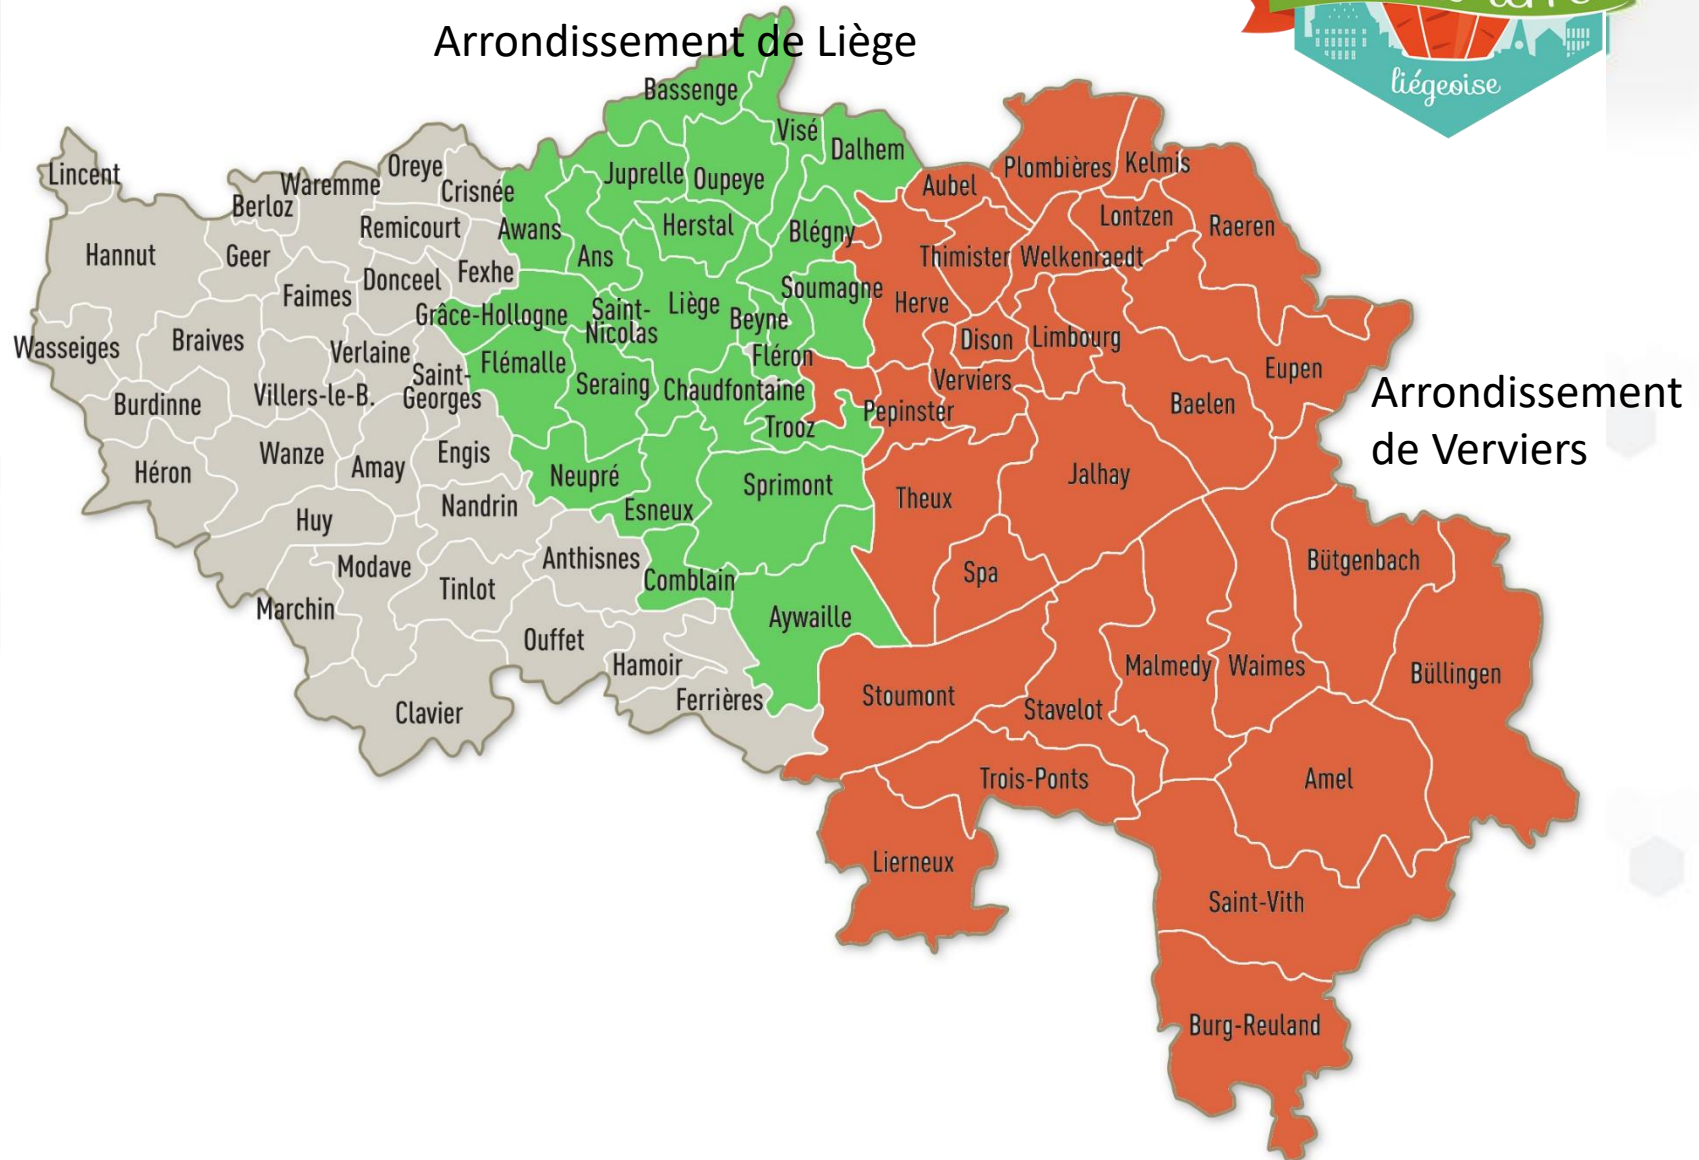 Arrondissement de Liège
liégeoise
Bassenge
Visé
Dalhem
Lincent
Oreye
Waremme
Crisnée
Berloz
Juprelle
Oupeye
Aubel
Plombières
Kelmis
Remicourt
Awans
Herstal
Blégny
Lontzen
Raeren
Hannut
Geer
Ans
Thimister
Welkenraedt
Donceel
Fexhe
Faimes
Soumagne
Herve
Grâce-Hollogne
Saint-
Nicolas
Liège
Beyne
Wasseiges
Braives
Verlaine
Flémalle
Fléron
Dison
Limbourg
Eupen
Saint-
Georges
Villers-le-B.
Seraing
Chaudfontaine
Verviers
Burdinne
Pepinster
Baelen
Arrondissement
de Verviers
Trooz
Héron
Wanze
Amay
Engis
Neupré
Sprimont
Jalhay
Theux
Huy
Nandrin
Esneux
Modave
Anthisnes
Tinlot
Comblain
Spa
Bütgenbach
Marchin
Aywaille
Ouffet
Hamoir
Malmedy
Waimes
Büllingen
Ferrières
Stoumont
Stavelot
Clavier
Trois-Ponts
Amel
Lierneux
Saint-Vith
Burg-Reuland